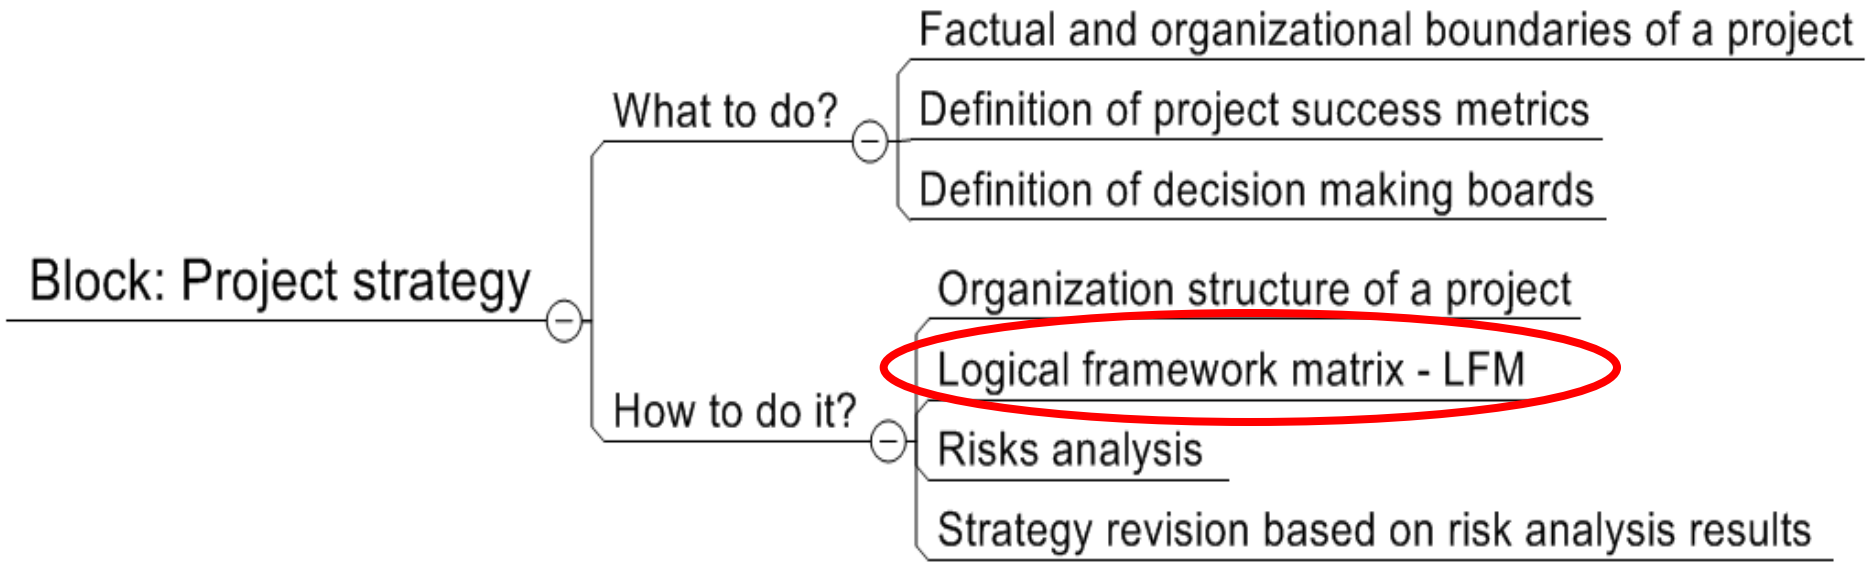 Block: Project strategy
What to do?
Factual and organizational boundaries of a project
Definition of project success metrics
Definition of decision making boards
How to do it?
Organization structure of a project
Logical framework matrix - LFM
Risks analysis
Strategy revision based on risk analysis results